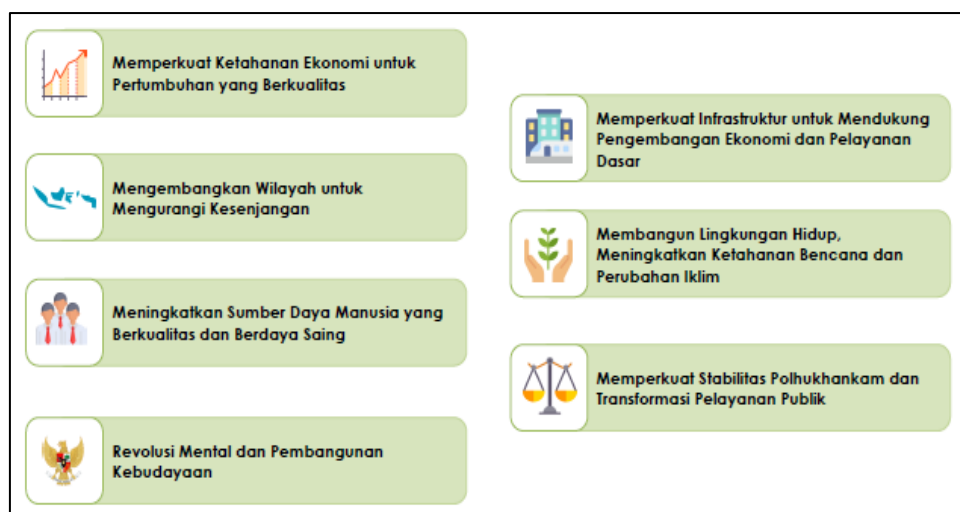 Memperkuat Ketahanan Ekonomi untuk
Pertumbuhan yang Berkualitas
Mengembangkan Wilayah untuk
Mengurangi Kesenjangan
Meningkatkan Sumber Daya Manusia yang
Berkualitas dan Berdaya Saing
Revolusi Mental dan Pembangunan
Kebudayaan
Memperkuat Infrastruktur untuk Mendukung
Pengembangan Ekonomi dan Pelayanan
Dasar
Membangun Lingkungan Hidup,
Meningkatkan Ketahanan Bencana dan
Perubahan Iklim
Memperkuat Stabilitas Polhukhankam dan
Transformasi Pelayanan Publik